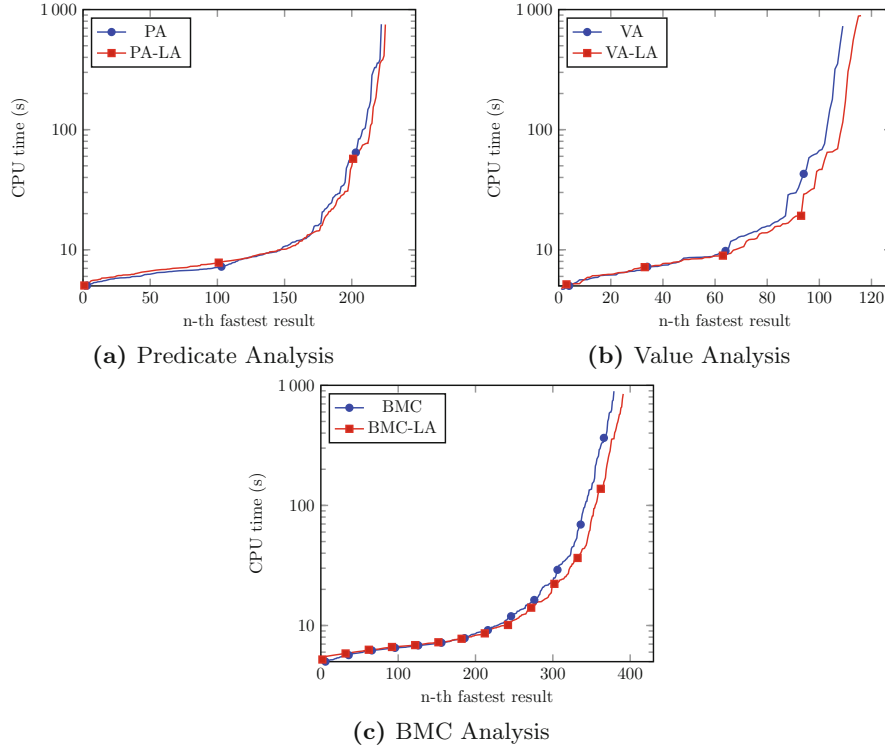 1 000
100
10
CPU time (s)
PA
PA-LA
0 50 100 150 200
n-th fastest result
(a) Predicate Analysis
1 000
100
10
CPU time (s)
VA
VA-LA
0 20 40 60 80 100 120
n-th fastest result
(b) Value Analysis
1 000
100
10
CPU time (s)
BMC
BMC-LA
0 100 200 300 400
n-th fastest result
(c) BMC Analysis